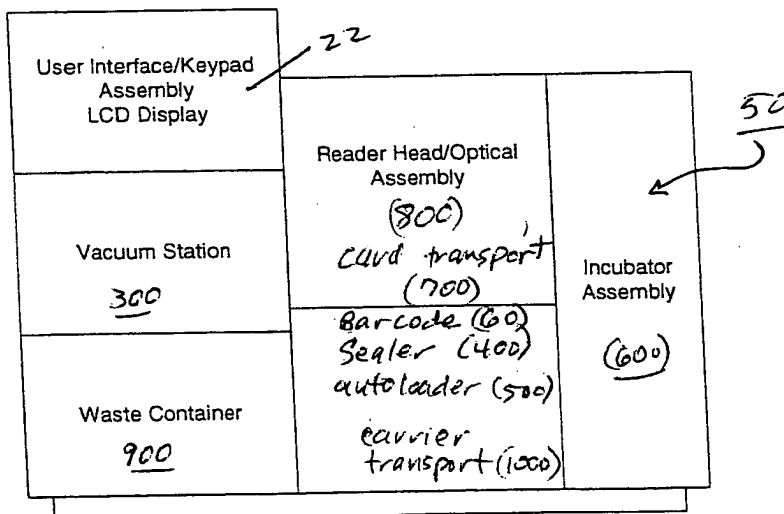 User Interface/Keypad
Assembly
LCD Display
22
Vacuum Station
300
Waste Container
900
Reader Head/Optical
Assembly
(800)
card transport
(700)
Barcode (60)
Sealer (400)
autoloader (500)
carrier
transport (1000)
50
Incubator
Assembly
(600)